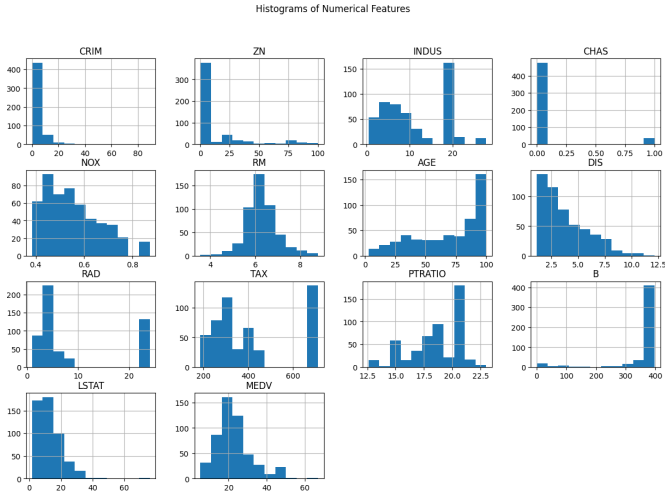 Histograms of Numerical Features
CRIM ZN INDUS CHAS
400 300 200 100 0
0 20 40 60 80
300 200 100 0
0 25 50 75 100
150 100 50 0
0 10 20
400 300 200 100 0
0.00 0.25 0.50 0.75 1.00
NOX RM AGE DIS
80 60 40 20 0
0.4 0.6 0.8
150 100 50 0
4 6 8
150 100 50 0
0 25 50 75 100
100 50 0
2.5 5.0 7.5 10.0 12.5
RAD TAX PTRATIO B
200 150 100 50 0
0 10 20
100 50 0
200 400 600
150 100 50 0
12.5 15.0 17.5 20.0 22.5
400 300 200 100 0
0 100 200 300 400
LSTAT MEDV
150 100 50 0
0 20 40 60
150 100 50 0
20 40 60